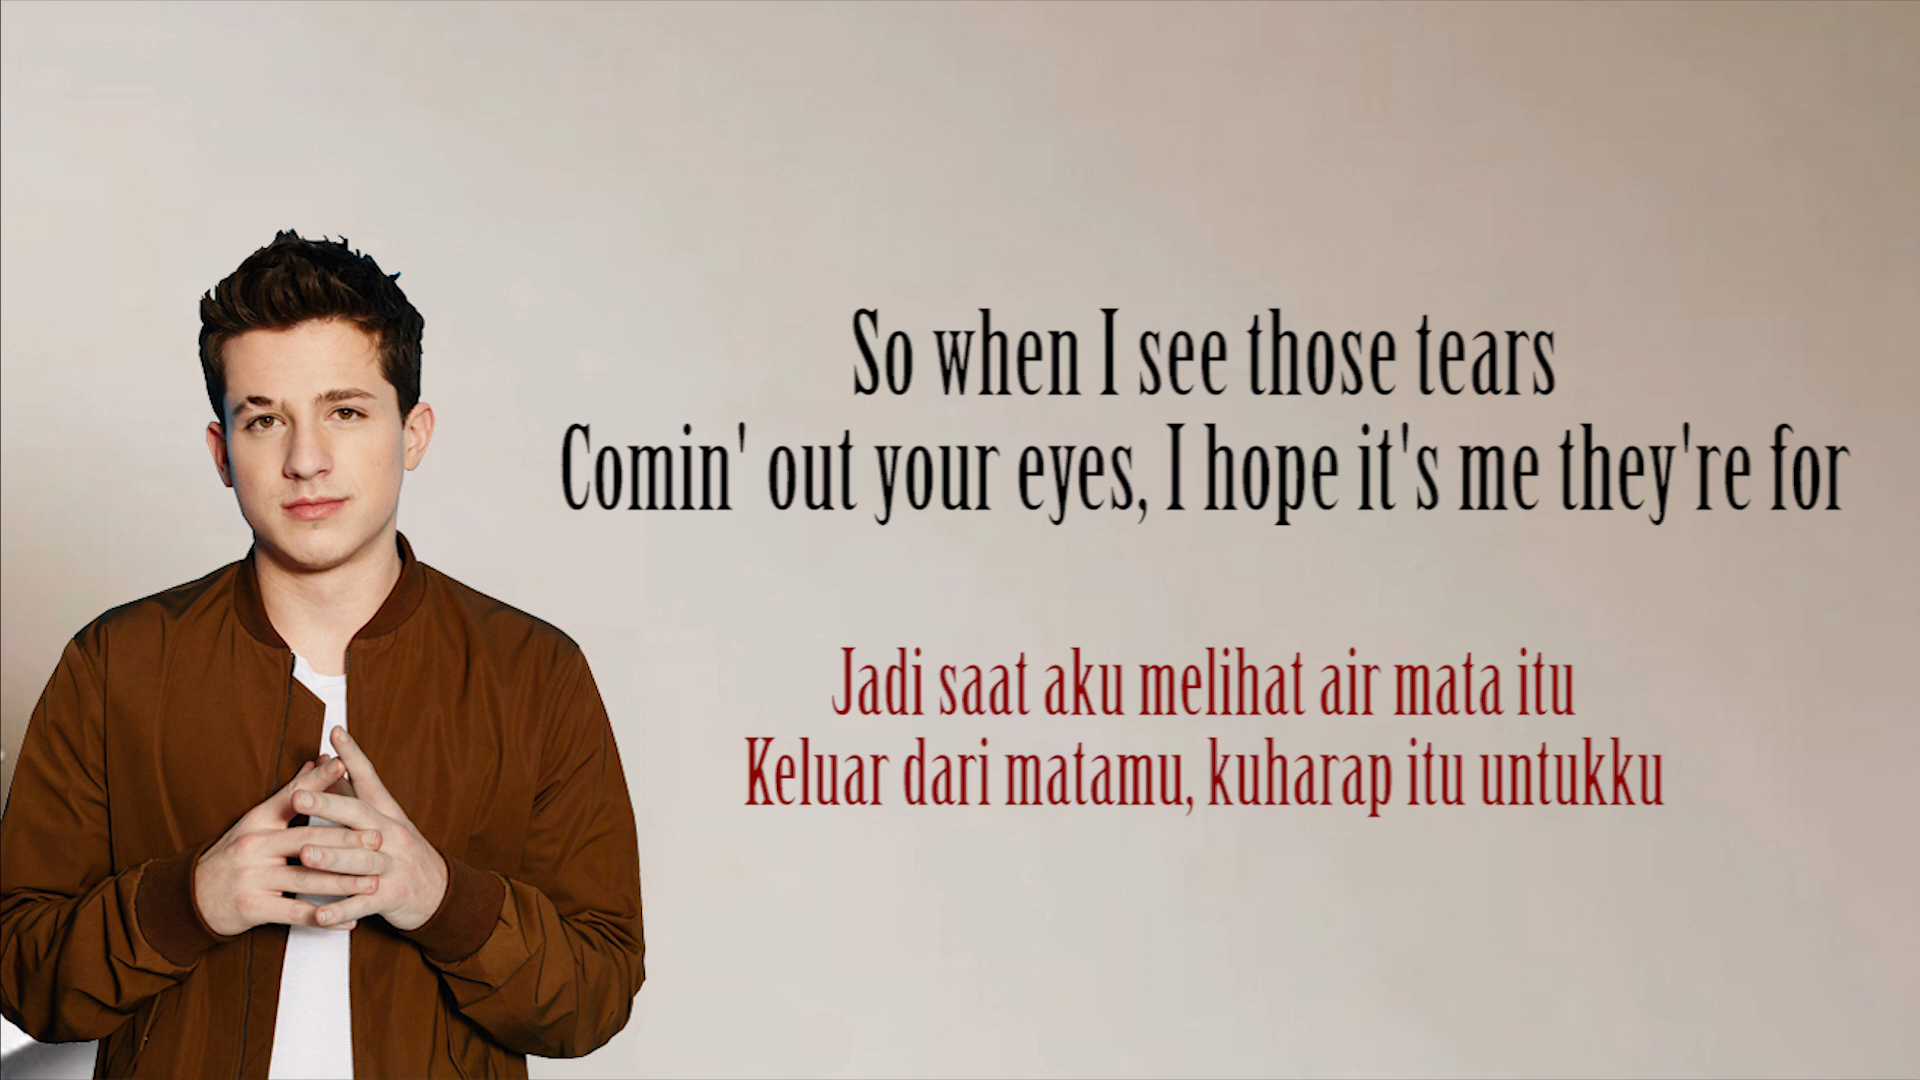 So when I see those tears
Comin' out your eyes, I hope it's me they're for
Jadi saat aku melihat air mata itu
Keluar dari matamu, kuharap itu untukku